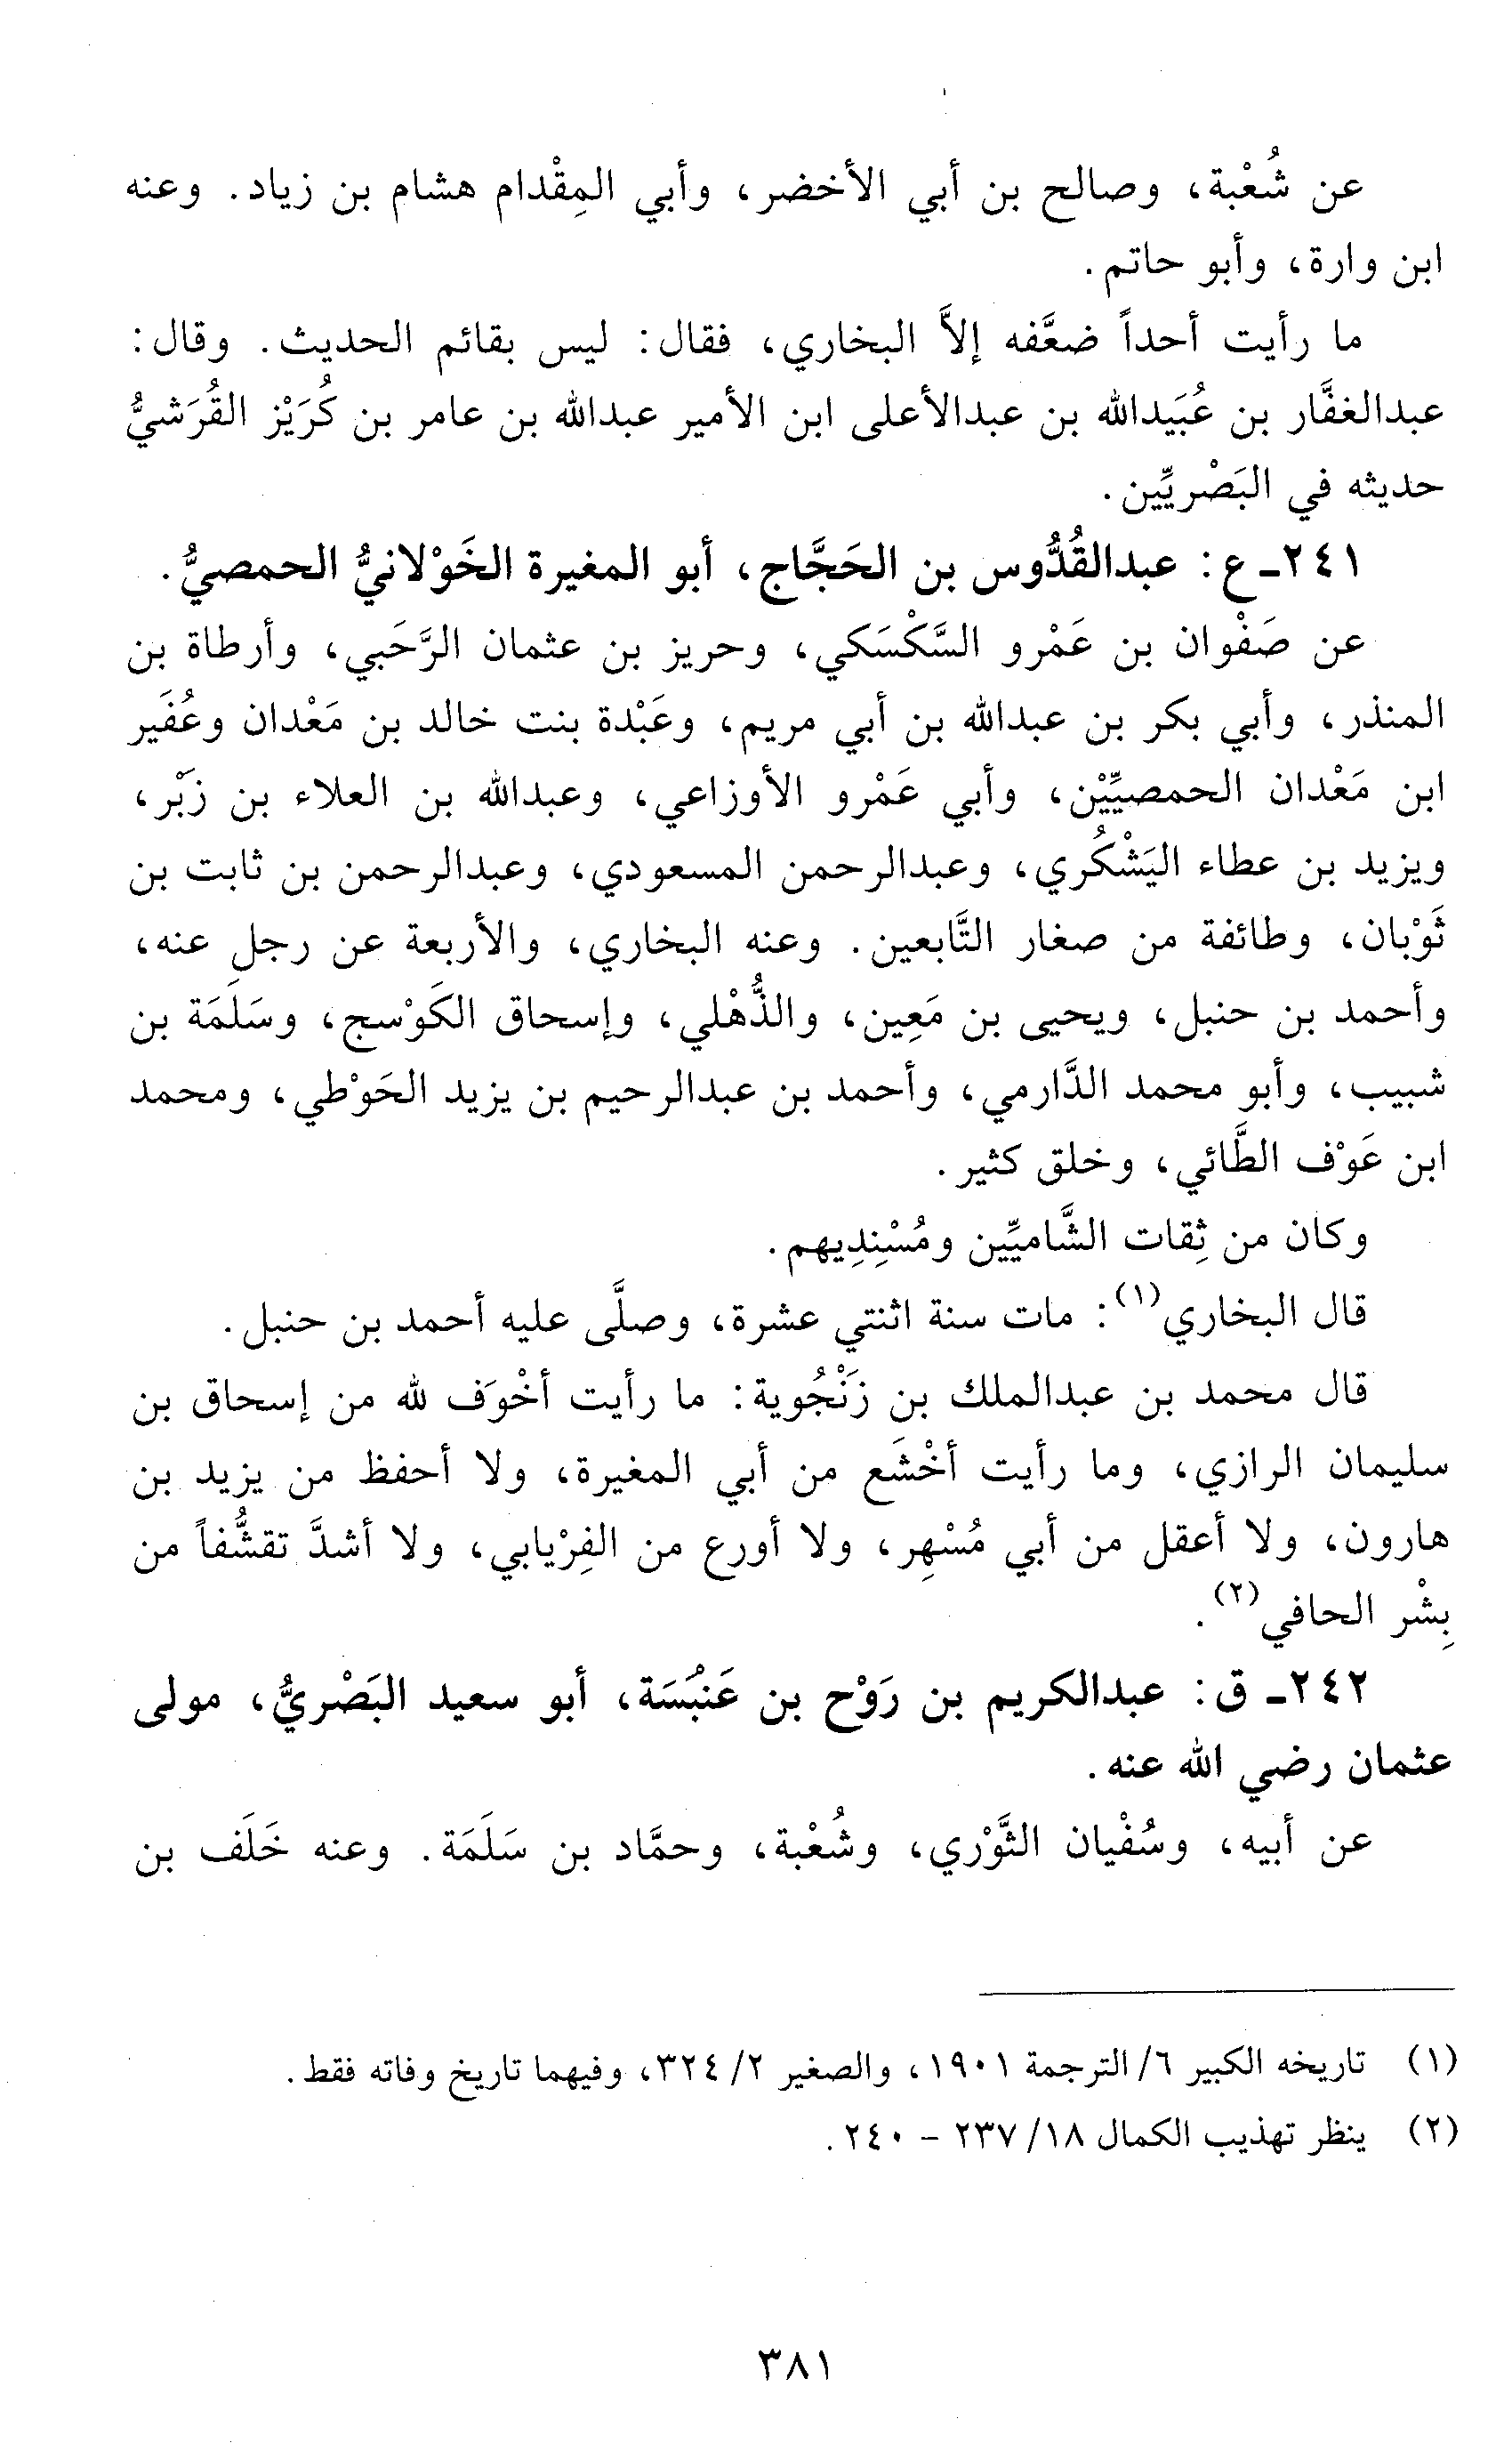 عن شُعْبة، وصالح بن أبي الأخضر، وأبي المِقْدام هشام بن زياد. وعنه
ابن وارة، وأبو حاتم.
ما رأيت أحداً ضعَّفه إلاَّ البخاري، فقال: ليس بقائم الحديث. وقال:
عبدالغفَّار بن عُبَيدالله بن عبدالأعلى ابن الأمير عبدالله بن عامر بن كُرَيْز القُرَشيُّ
حديثه في البَصْريِّين.
٢٤١ـ ع: عبدالقُدُّوس بن الحَجَّاج، أبو المغيرة الخَوْلانيُّ الحمصيُّ.
عن صَفْوان بن عَمْرو السَّكْسَكي، وحريز بن عثمان الرَّحَبي، وأرطاة بن
المنذر، وأبي بكر بن عبدالله بن أبي مريم، وعَبْدة بنت خالد بن مَعْدان وعُفَير
ابن مَعْدان الحمصيِّيْن، وأبي عَمْرو الأوزاعي، وعبدالله بن العلاء بن زَبْر،
ويزيد بن عطاء اليَشْكُري، وعبدالرحمن المسعودي، وعبدالرحمن بن ثابت بن
ثَوْبان، وطائفة من صغار التَّابعين. وعنه البخاري، والأربعة عن رجل عنه،
وأحمد بن حنبل، ويحيى بن مَعِين، والذُّهْلي، وإسحاق الكَوْسج، وسَلَمَة بن
شبيب، وأبو محمد الدَّارمي، وأحمد بن عبدالرحيم بن يزيد الحَوْطي، ومحمد
ابن عَوْف الطَّائي، وخلق كثير.
وكان من ثِقات الشَّاميِّين ومُسْنِدِيهم.
قال البخاري(١): مات سنة اثنتي عشرة، وصلَّى عليه أحمد بن حنبل.
قال محمد بن عبدالملك بن زَنْجُوية: ما رأيت أخْوَف لله من إسحاق بن
سليمان الرازي، وما رأيت أخْشَع من أبي المغيرة، ولا أحفظ من يزيد بن
هارون، ولا أعقل من أبي مُسْهِر، ولا أورع من الفِرْيابي، ولا أشدَّ تقشُّفاً من
بِشْر الحافي(٢).
٢٤٢ـ ق: عبدالكريم بن رَوْح بن عَنْبَسَة، أبو سعيد البَصْريُّ، مولى
عثمان رضي الله عنه.
عن أبيه، وسُفْيان الثَّوْري، وشُعْبة، وحمَّاد بن سَلَمَة. وعنه خَلَف بن
(١) تاريخه الكبير ٦/ الترجمة ١٩٠١، والصغير ٢/ ٣٢٤، وفيهما تاريخ وفاته فقط.
(٢) ينظر تهذيب الكمال ١٨/ ٢٣٧ - ٢٤٠.
٣٨١